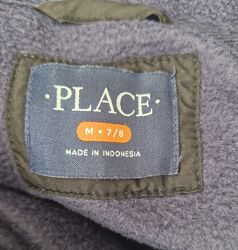 ·PLACE·
M • 7/8
MADE IN INDONESIA